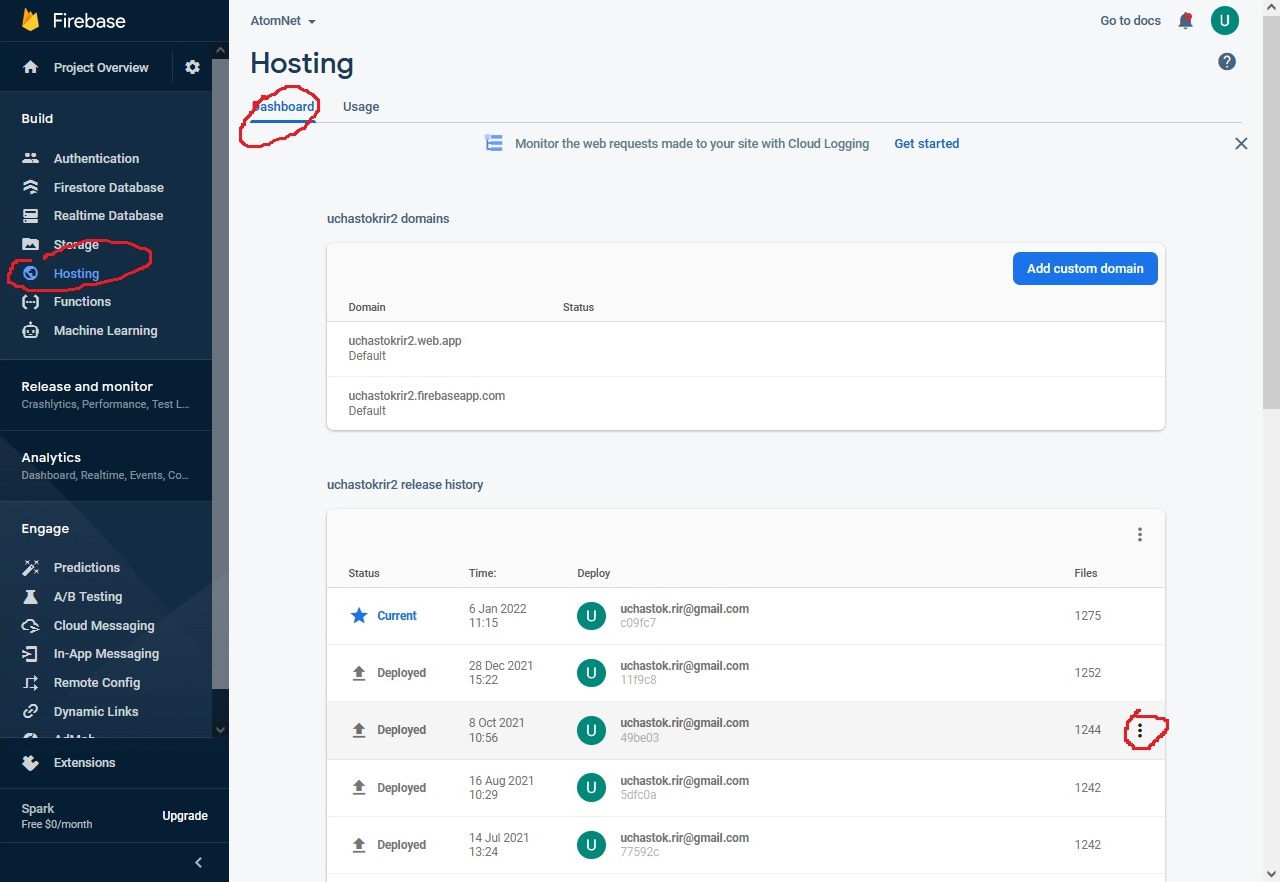 Firebase
Project Overview
Build
Authentication
Firestore Database
Realtime Database
Storage
Hosting
Functions
Machine Learning
Release and monitor
Crashlytics, Performance, Test L...
Analytics
Dashboard, Realtime, Events, Co...
Engage
Predictions
A/B Testing
Cloud Messaging
In-App Messaging
Remote Config
Dynamic Links
AdMob
Extensions
Spark
Free $0/month
Upgrade
AtomNet
Go to docs
U
Hosting
?
Dashboard Usage
Monitor the web requests made to your site with Cloud Logging Get started
uchastokrir2 domains
Add custom domain
Domain Status
uchastokrir2.web.app
Default
uchastokrir2.firebaseapp.com
Default
uchastokrir2 release history
Status Time: Deploy Files
Current 6 Jan 2022 11:15 U uchastok.rir@gmail.com c09fc7 1275
Deployed 28 Dec 2021 15:22 U uchastok.rir@gmail.com 11f9c8 1252
Deployed 8 Oct 2021 10:56 U uchastok.rir@gmail.com 49be03 1244
Deployed 16 Aug 2021 10:29 U uchastok.rir@gmail.com 5dfc0a 1242
Deployed 14 Jul 2021 13:24 U uchastok.rir@gmail.com 77592c 1242